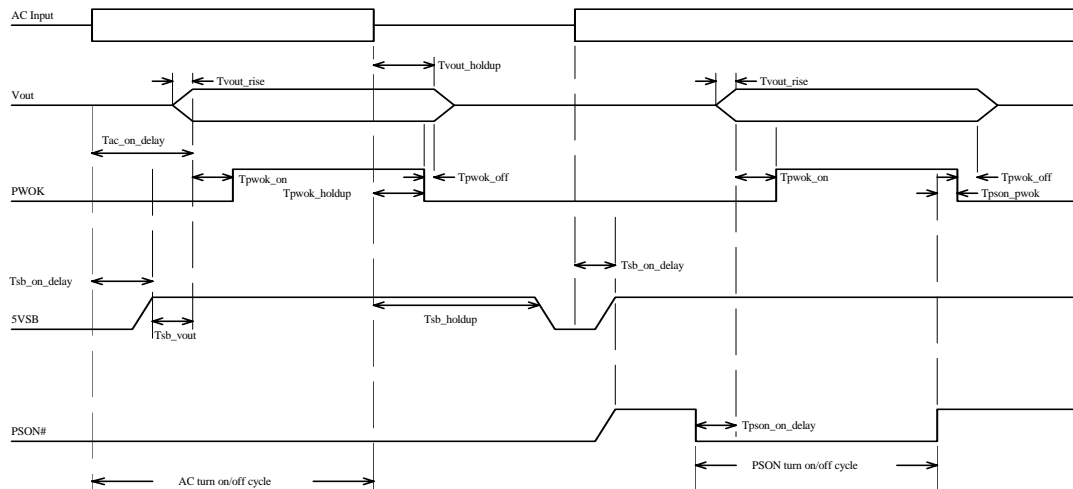 AC Input
Tvout_holdup
Tvout_rise
Tvout_rise
Vout
Tac_on_delay
Tpwok_on
Tpwok_off
Tpwok_on
Tpwok_off
PWOK
Tpwok_holdup
Tpson_pwok
Tsb_on_delay
Tsb_on_delay
5VSB
Tsb_vout
Tsb_holdup
PSON#
Tpson_on_delay
AC turn on/off cycle
PSON turn on/off cycle